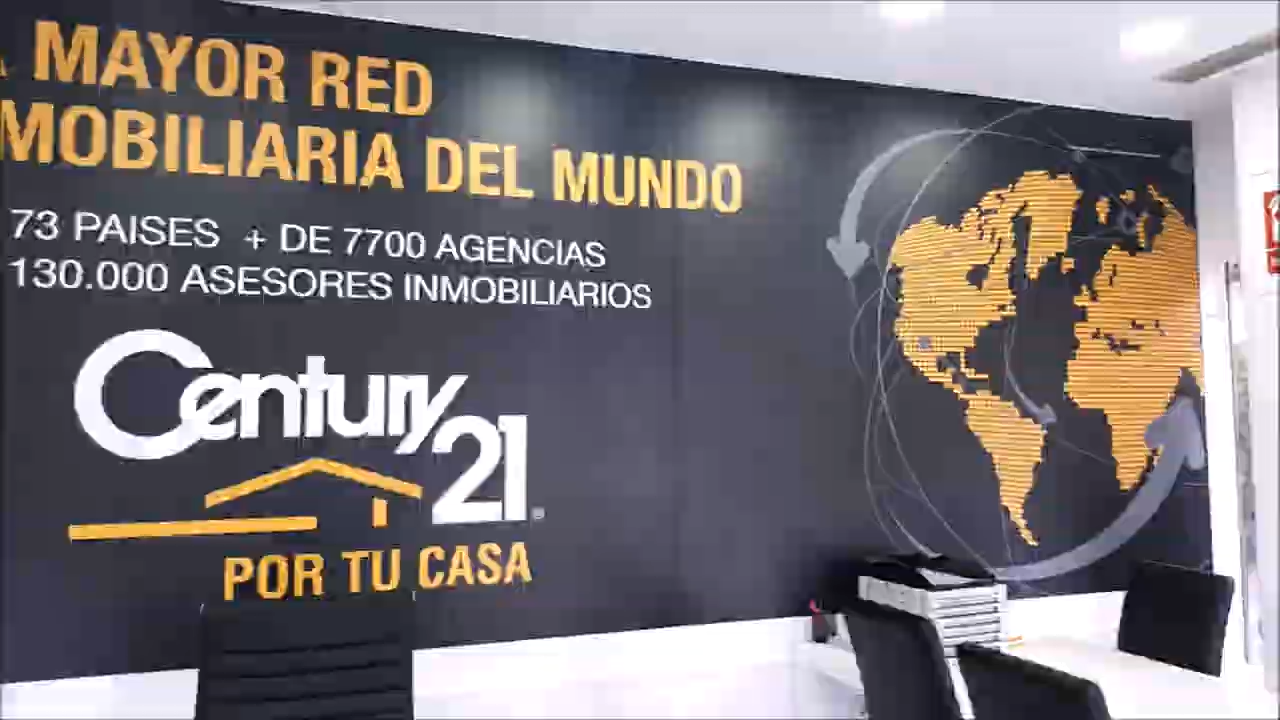 MAYOR RED
MOBILIARIA DEL MUNDO
73 PAISES + DE 7700 AGENCIAS
130.000 ASESORES INMOBILIARIOS
Century 21
POR TU CASA